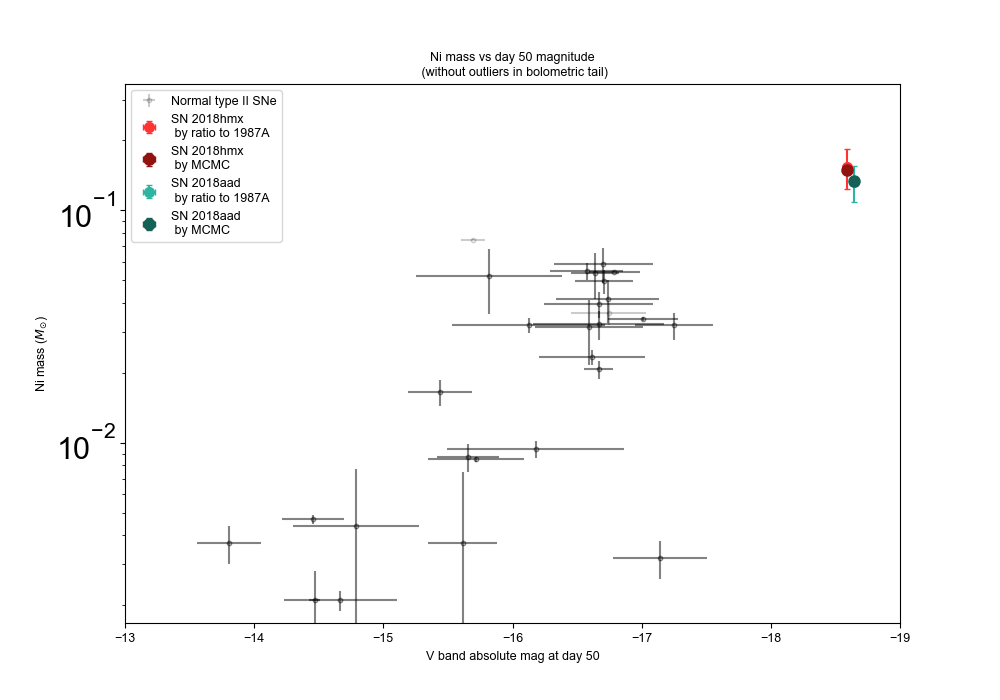 Ni mass vs day 50 magnitude
(without outliers in bolometric tail)
Normal type II SNe
SN 2018hmx
by ratio to 1987A
SN 2018hmx
by MCMC
SN 2018aad
by ratio to 1987A
SN 2018aad
by MCMC
10⁻¹
10⁻²
Ni mass (M☉)
−13 −14 −15 −16 −17 −18 −19
V band absolute mag at day 50